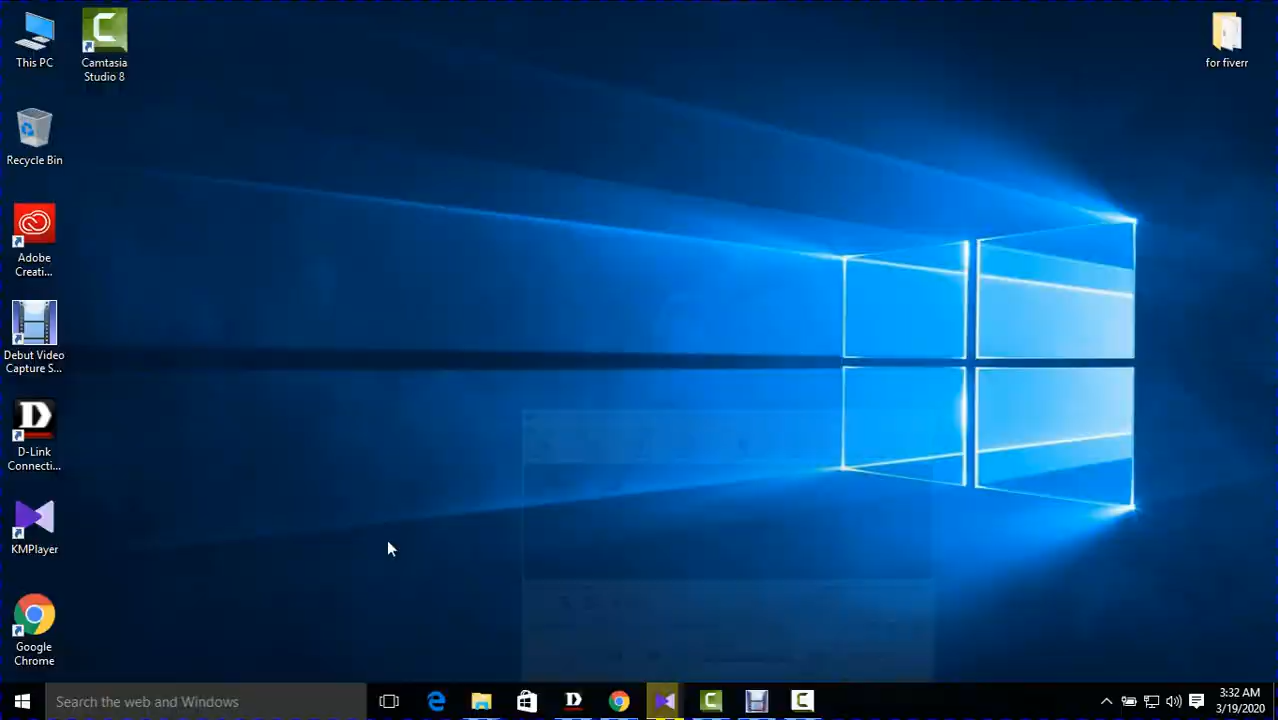 This PC
Camtasia
Studio 8
for fiverr
Recycle Bin
Adobe
Creati...
Debut Video
Capture S...
D-Link
Connecti...
KMPlayer
Google
Chrome
Search the web and Windows
3:32 AM
3/19/2020